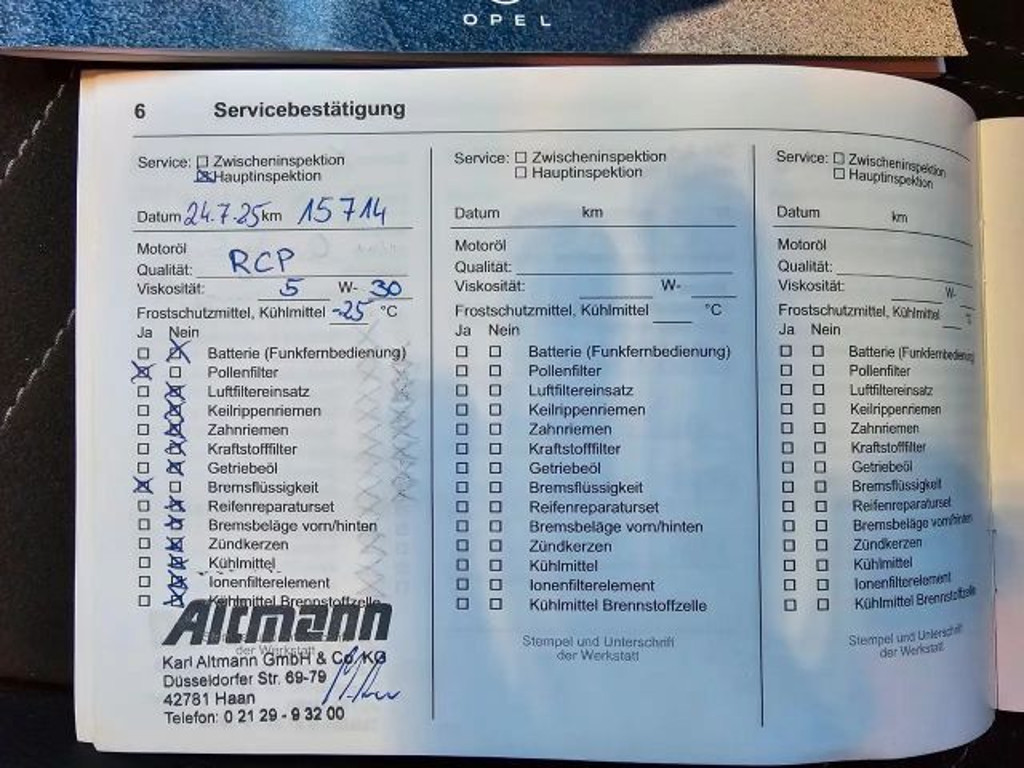 OPEL
6 Servicebestätigung
Service: Zwischeninspektion
Hauptinspektion
Datum 24.7.25 km 15714
Motoröl
Qualität: RCP
Viskosität: 5 W- 30
Frostschutzmittel, Kühlmittel -25 °C
Ja Nein
Batterie (Funkfernbedienung)
Pollenfilter
Luftfiltereinsatz
Keilrippenriemen
Zahnriemen
Kraftstofffilter
Getriebeöl
Bremsflüssigkeit
Reifenreparaturset
Bremsbeläge vorn/hinten
Zündkerzen
Kühlmittel
Ionenfilterelement
Kühlmittel Brennstoffzelle
Altmann
der Werkstatt
Karl Altmann GmbH & Co. KG
Düsseldorfer Str. 69-79
42781 Haan
Telefon: 0 21 29 - 9 32 00
Service: Zwischeninspektion
Hauptinspektion
Datum km
Motoröl
Qualität:
Viskosität: W-
Frostschutzmittel, Kühlmittel °C
Ja Nein
Batterie (Funkfernbedienung)
Pollenfilter
Luftfiltereinsatz
Keilrippenriemen
Zahnriemen
Kraftstofffilter
Getriebeöl
Bremsflüssigkeit
Reifenreparaturset
Bremsbeläge vorn/hinten
Zündkerzen
Kühlmittel
Ionenfilterelement
Kühlmittel Brennstoffzelle
Stempel und Unterschrift
der Werkstatt
Service: Zwischeninspektion
Hauptinspektion
Datum km
Motoröl
Qualität:
Viskosität: W-
Frostschutzmittel, Kühlmittel °C
Ja Nein
Batterie (Funkfernbedienung
Pollenfilter
Luftfiltereinsatz
Keilrippenriemen
Zahnriemen
Kraftstofffilter
Getriebeöl
Bremsflüssigkeit
Reifenreparaturset
Bremsbeläge vorn/hinten
Zündkerzen
Kühlmittel
Ionenfilterelement
Kühlmittel Brennstoffzelle
Stempel und Unterschrift
der Werkstatt